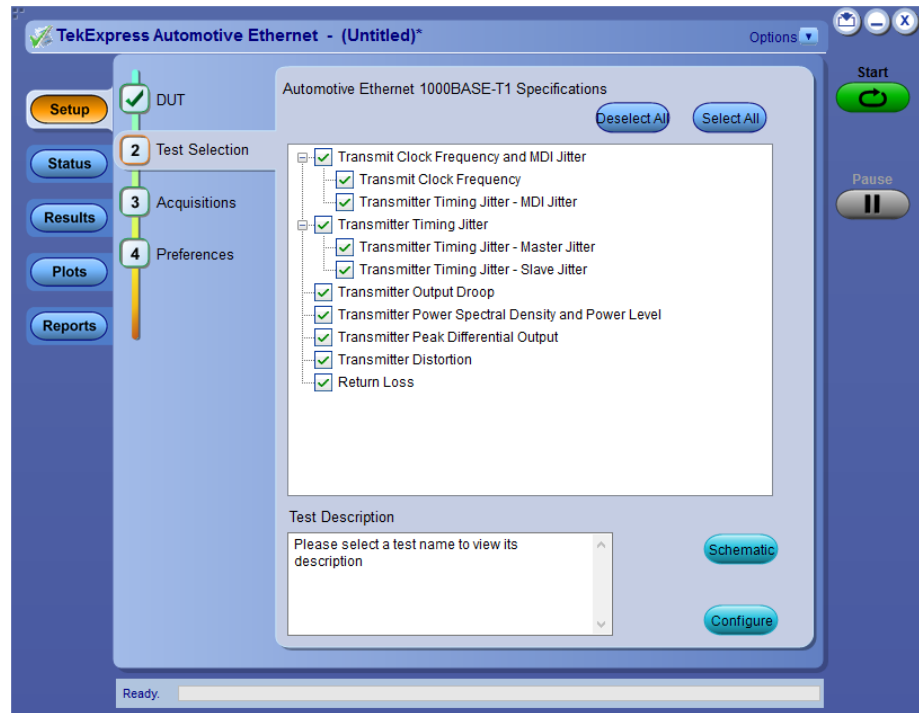 TekExpress Automotive Ethernet - (Untitled)*
Options
Setup
Status
Results
Plots
Reports
DUT
2 Test Selection
3 Acquisitions
4 Preferences
Automotive Ethernet 1000BASE-T1 Specifications
Deselect All
Select All
Transmit Clock Frequency and MDI Jitter
Transmit Clock Frequency
Transmitter Timing Jitter - MDI Jitter
Transmitter Timing Jitter
Transmitter Timing Jitter - Master Jitter
Transmitter Timing Jitter - Slave Jitter
Transmitter Output Droop
Transmitter Power Spectral Density and Power Level
Transmitter Peak Differential Output
Transmitter Distortion
Return Loss
Test Description
Please select a test name to view its
description
Schematic
Configure
Start
Pause
Ready.